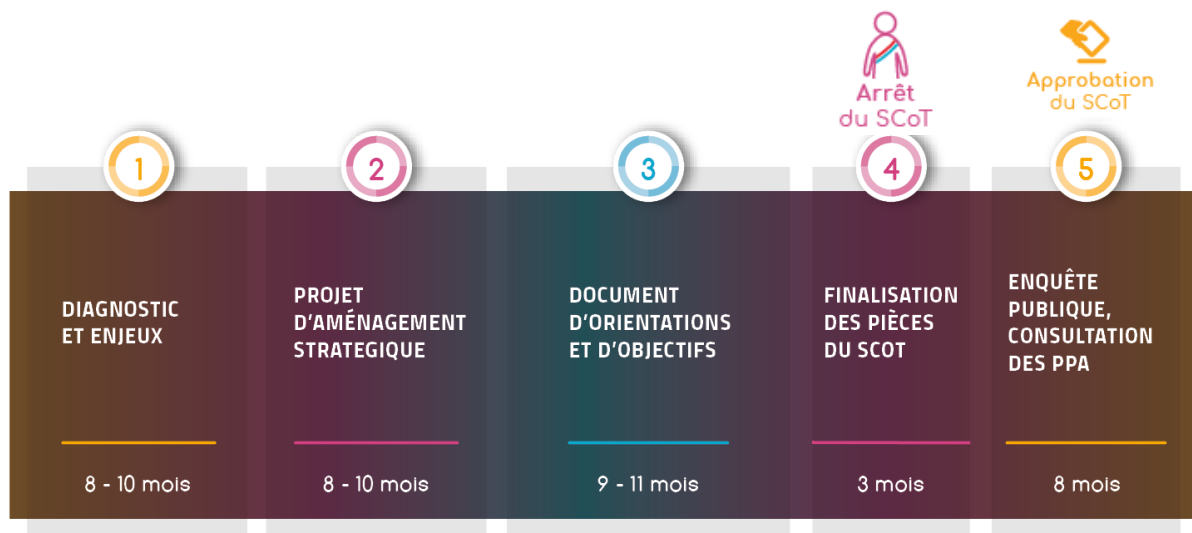 Arrêt
du SCoT
Approbation
du SCoT
1
2
3
4
5
DIAGNOSTIC
ET ENJEUX
PROJET
D'AMÉNAGEMENT
STRATEGIQUE
DOCUMENT
D'ORIENTATIONS
ET D'OBJECTIFS
FINALISATION
DES PIÈCES
DU SCOT
ENQUÊTE
PUBLIQUE,
CONSULTATION
DES PPA
8 - 10 mois
8 - 10 mois
9 - 11 mois
3 mois
8 mois